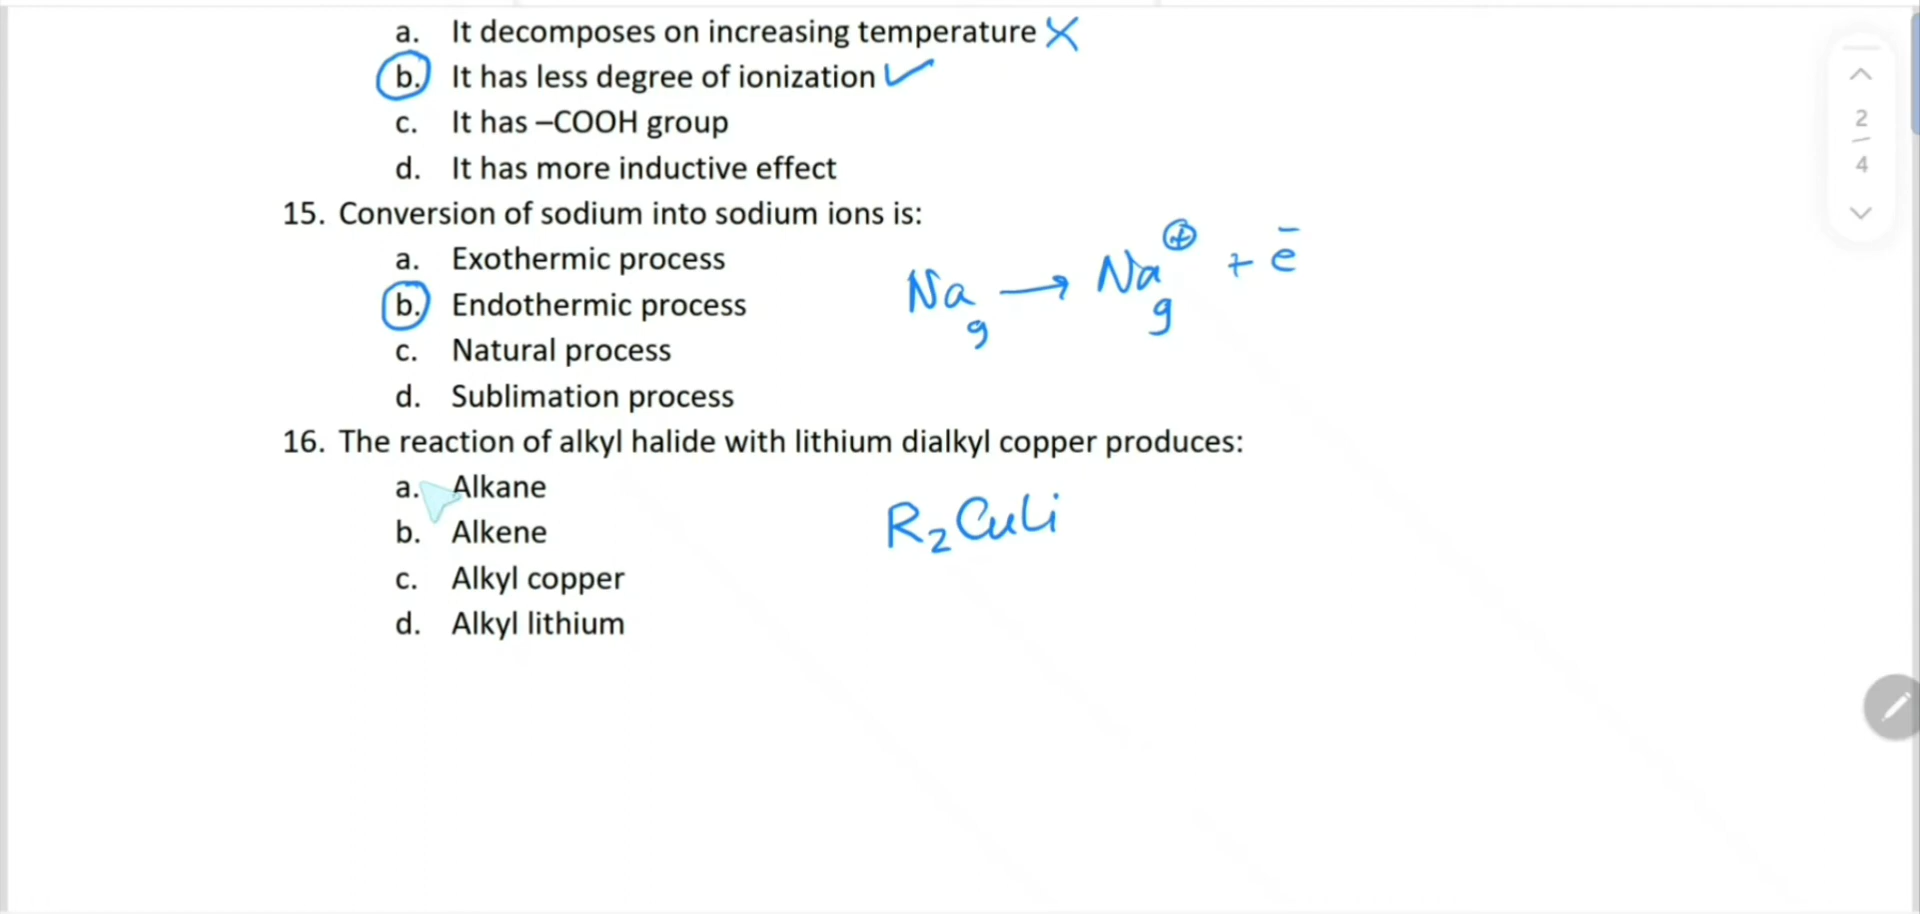 a. It decomposes on increasing temperature X
b. It has less degree of ionization ✓
c. It has –COOH group
d. It has more inductive effect
15. Conversion of sodium into sodium ions is:
a. Exothermic process
b. Endothermic process
c. Natural process
d. Sublimation process
Na g → Na⊕ g + e̅
16. The reaction of alkyl halide with lithium dialkyl copper produces:
a. Alkane
b. Alkene
c. Alkyl copper
d. Alkyl lithium
R₂CuLi
2
4